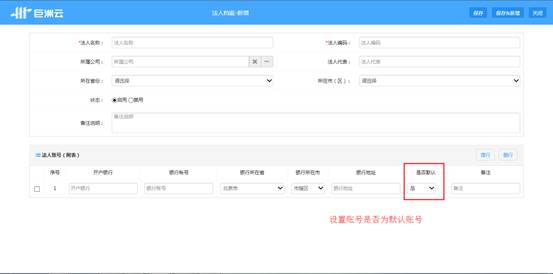 巨洲云 法人档案-新增 保存 保存&新增 关闭
*法人名称： 法人名称 *法人编码： 法人编码
所属公司： 法人代表： 法人代表
所在省份： 请选择 所在市（区）： 请选择
状态： 启用 禁用
备注说明： 备注说明
法人账号（附表） 增行 删行
序号 开户银行 银行账号 银行所在省 银行所在市 银行地址 是否默认 备注
1 开户银行 银行账号 北京市 市辖区 银行地址 是 备注
设置账号是否为默认账号